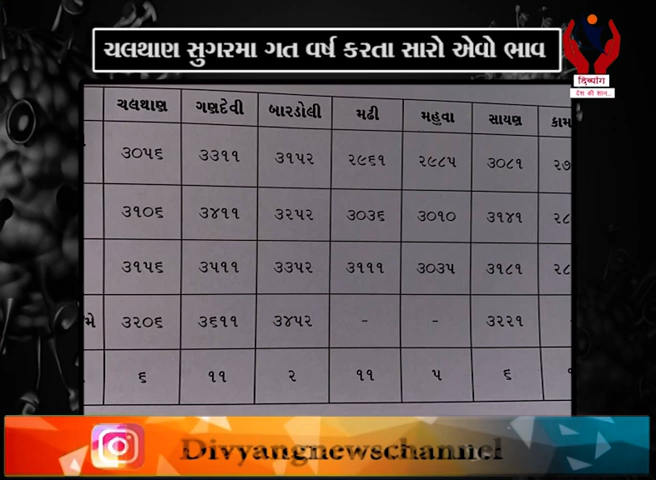 ચલથાણ સુગરમા ગત વર્ષ કરતા સારો એવો ભાવ
દિવ્યાંગ
देश की शान..
ચલથાણ ગણદેવી બારડોલી મઢી મહુવા સાયણ કામ
૩૦૫૬ ૩૩૧૧ ૩૧૫૨ ૨૯૬૧ ૨૯૮૫ ૩૦૮૧ ૨૭
૩૧૦૬ ૩૪૧૧ ૩૨૫૨ ૩૦૩૬ ૩૦૧૦ ૩૧૪૧ ૨૮
૩૧૫૬ ૩૫૧૧ ૩૩૫૨ ૩૧૧૧ ૩૦૩૫ ૩૧૮૧ ૨૮
મે ૩૨૦૬ ૩૬૧૧ ૩૪૫૨ - - ૩૨૨૧
૬ ૧૧ ૨ ૧૧ ૫ ૬
Divyangnewschannel